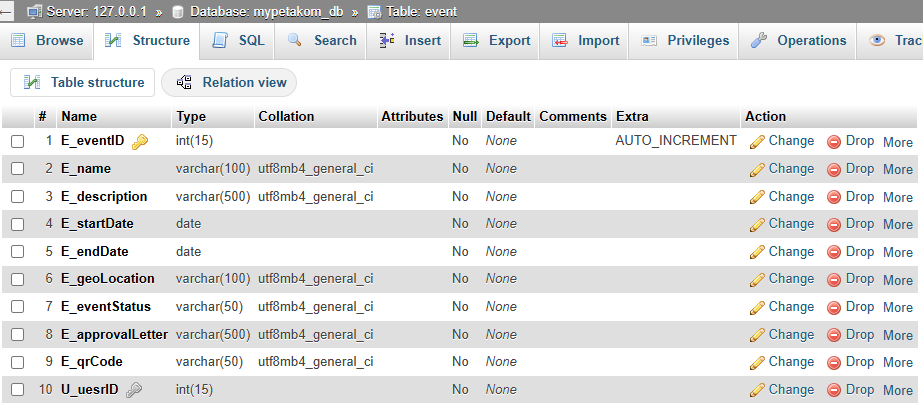 Server: 127.0.0.1 » Database: mypetakom_db » Table: event
Browse Structure SQL Search Insert Export Import Privileges Operations Trac
Table structure Relation view
# Name Type Collation Attributes Null Default Comments Extra Action
1 E_eventID int(15) No None AUTO_INCREMENT Change Drop More
2 E_name varchar(100) utf8mb4_general_ci No None Change Drop More
3 E_description varchar(500) utf8mb4_general_ci No None Change Drop More
4 E_startDate date No None Change Drop More
5 E_endDate date No None Change Drop More
6 E_geoLocation varchar(100) utf8mb4_general_ci No None Change Drop More
7 E_eventStatus varchar(50) utf8mb4_general_ci No None Change Drop More
8 E_approvalLetter varchar(500) utf8mb4_general_ci No None Change Drop More
9 E_qrCode varchar(50) utf8mb4_general_ci No None Change Drop More
10 U_uesrID int(15) No None Change Drop More